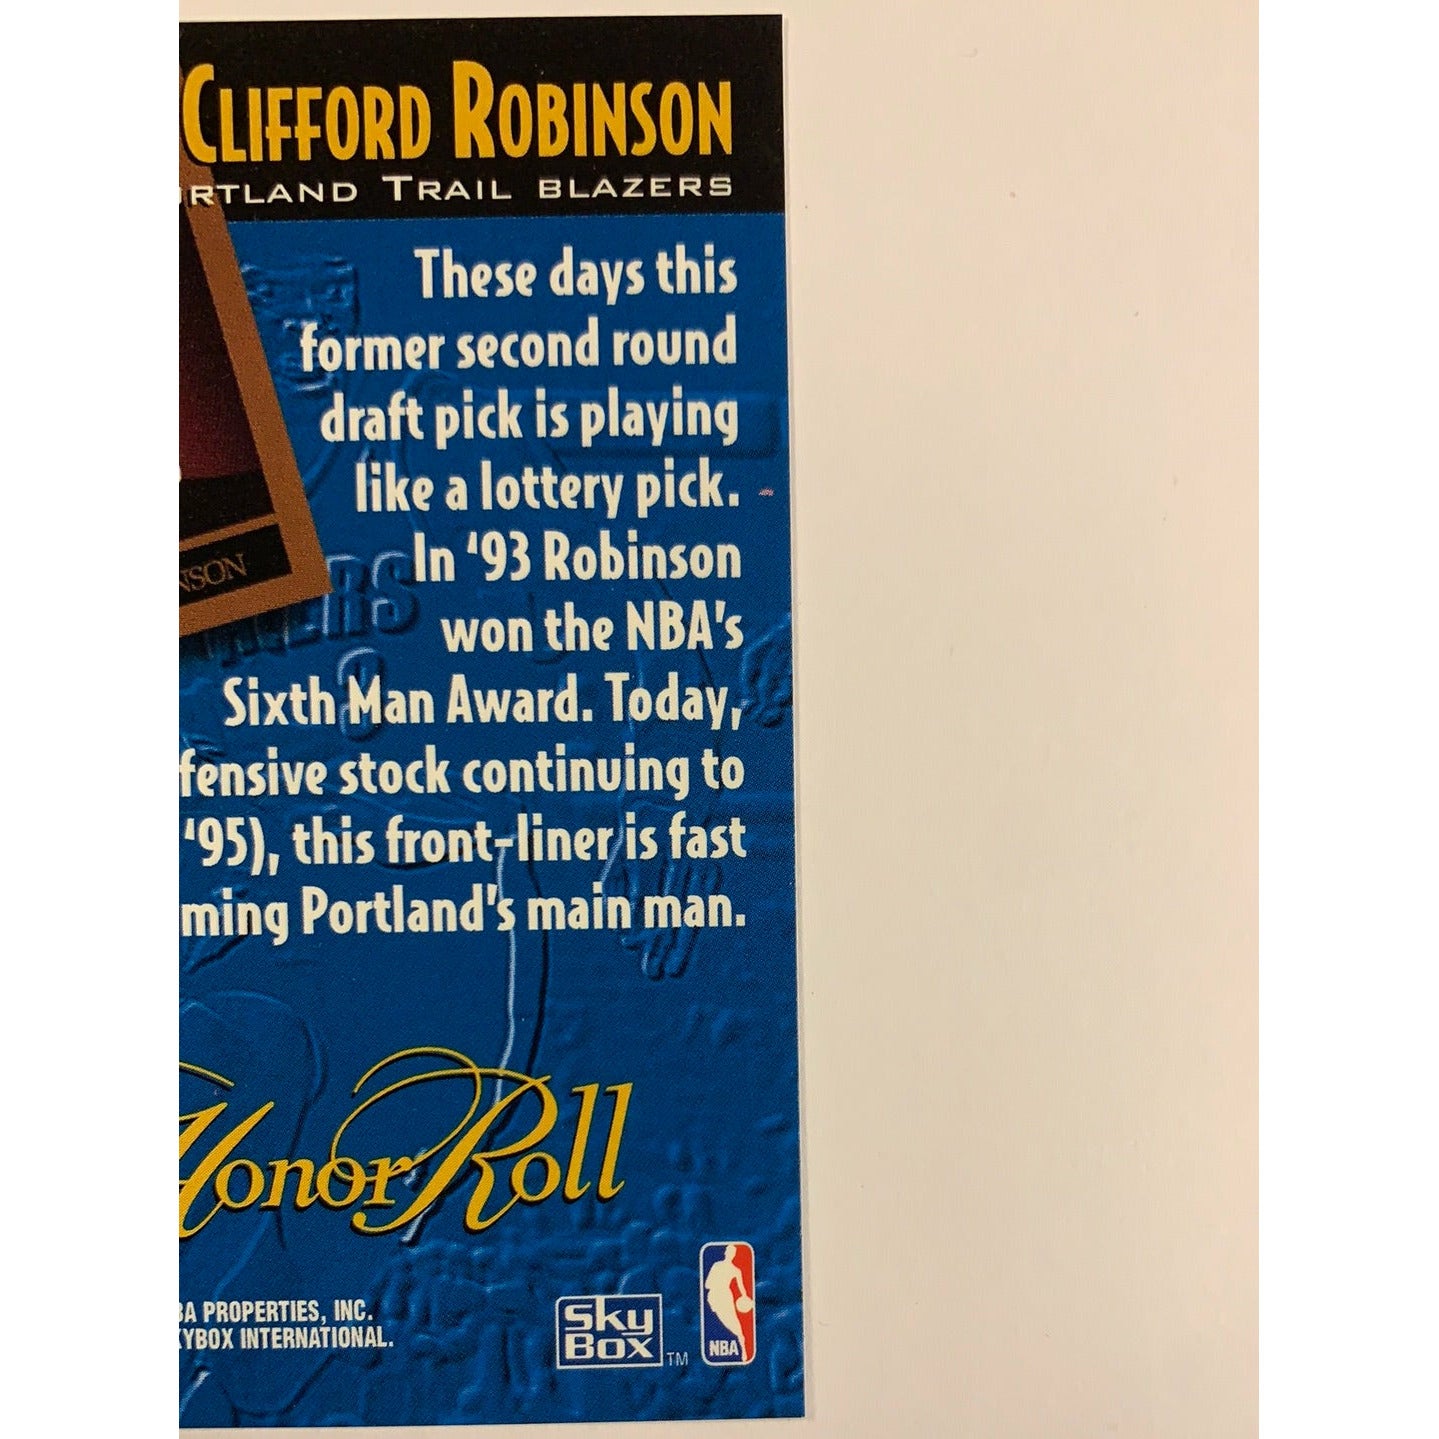 CLIFFORD ROBINSON
RTLAND TRAIL BLAZERS
These days this
former second round
draft pick is playing
like a lottery pick.
In '93 Robinson
won the NBA's
Sixth Man Award. Today,
fensive stock continuing to
'95), this front-liner is fast
ming Portland's main man.
NSON
Honor Roll
BA PROPERTIES, INC.
KYBOX INTERNATIONAL.
Sky
BOX TM
NBA